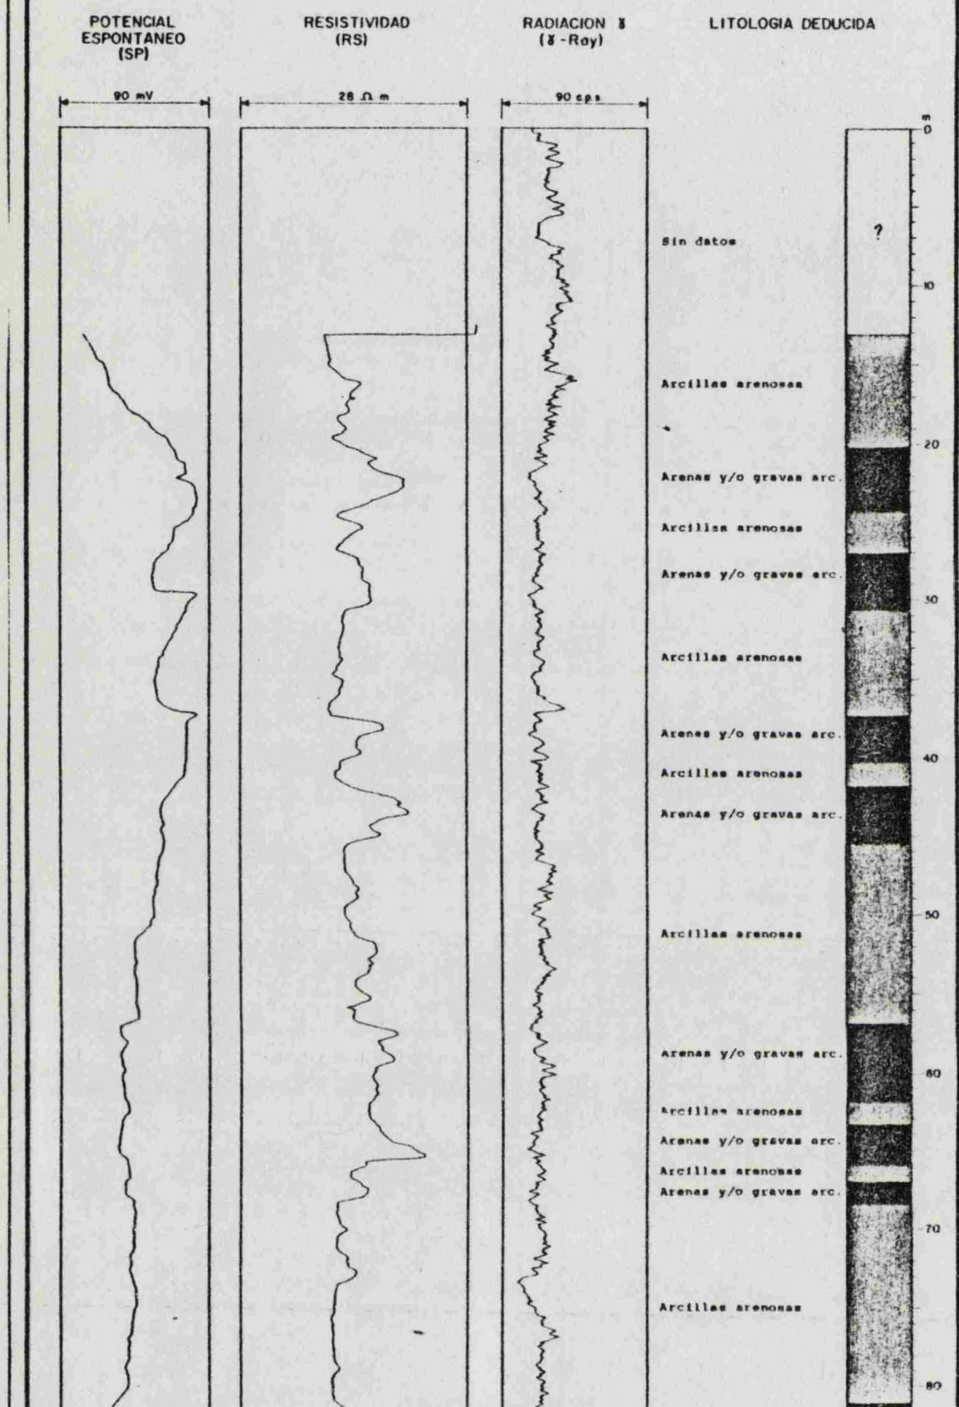 POTENCIAL
ESPONTANEO
(SP)
RESISTIVIDAD
(RS)
RADIACION γ
(γ-Ray)
LITOLOGIA DEDUCIDA
90 mV
28 Ω m
90 cps
m
0
Sin datos
?
10
Arcillas arenosas
20
Arenas y/o gravas arc.
Arcillas arenosas
Arenas y/o gravas arc.
30
Arcillas arenosas
Arenas y/o gravas arc.
40
Arcillas arenosas
Arenas y/o gravas arc.
50
Arcillas arenosas
Arenas y/o gravas arc.
60
Arcillas arenosas
Arenas y/o gravas arc.
Arcillas arenosas
Arenas y/o gravas arc.
70
Arcillas arenosas
80